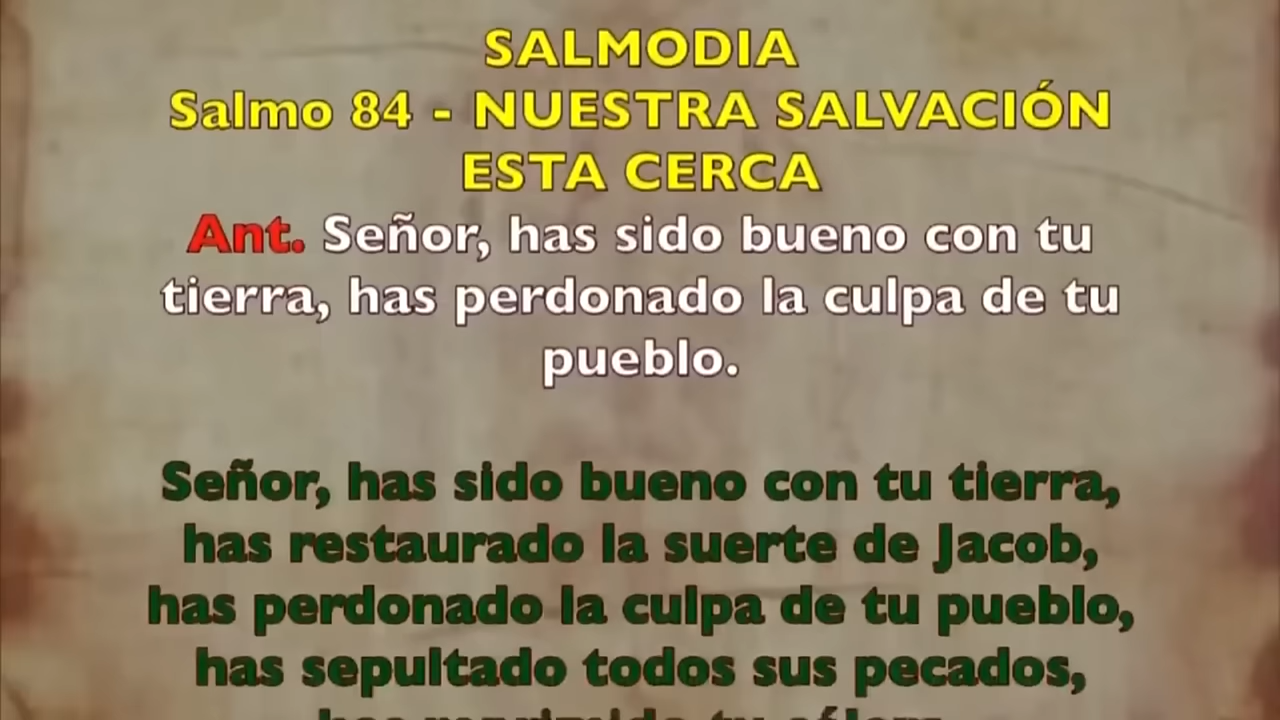 SALMODIA
Salmo 84 - NUESTRA SALVACIÓN
ESTA CERCA
Ant. Señor, has sido bueno con tu
tierra, has perdonado la culpa de tu
pueblo.
Señor, has sido bueno con tu tierra,
has restaurado la suerte de Jacob,
has perdonado la culpa de tu pueblo,
has sepultado todos sus pecados,